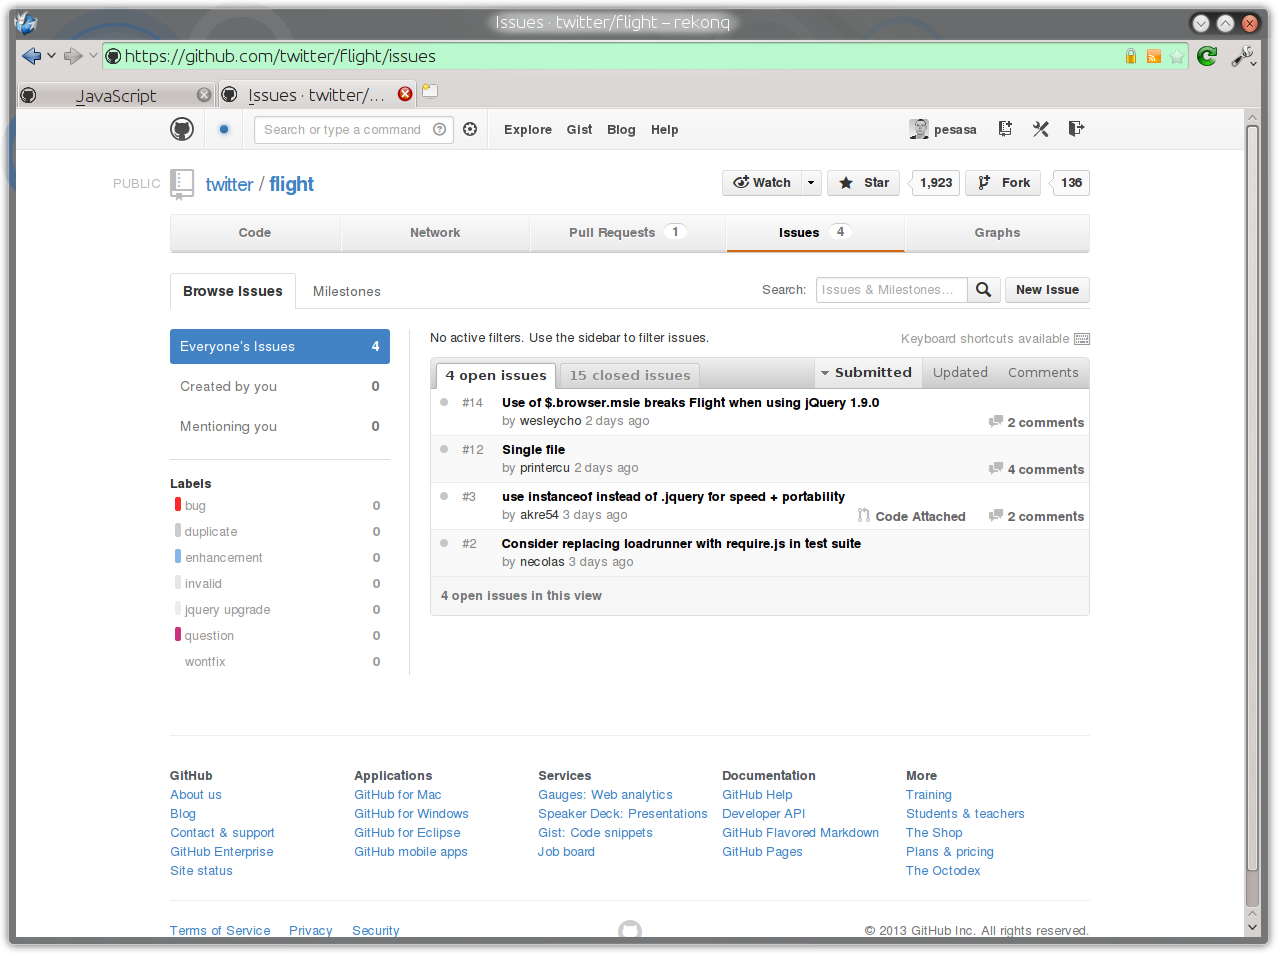 Issues · twitter/flight – rekonq
https://github.com/twitter/flight/issues
JavaScript
Issues · twitter/...
Search or type a command
Explore Gist Blog Help
pesasa
PUBLIC
twitter / flight
Watch
Star 1,923
Fork 136
Code
Network
Pull Requests 1
Issues 4
Graphs
Browse Issues
Milestones
Search: Issues & Milestones...
New Issue
Everyone's Issues 4
Created by you 0
Mentioning you 0
Labels
bug 0
duplicate 0
enhancement 0
invalid 0
jquery upgrade 0
question 0
wontfix 0
No active filters. Use the sidebar to filter issues.
Keyboard shortcuts available
4 open issues
15 closed issues
Submitted Updated Comments
#14 Use of $.browser.msie breaks Flight when using jQuery 1.9.0
by wesleycho 2 days ago
2 comments
#12 Single file
by printercu 2 days ago
4 comments
#3 use instanceof instead of .jquery for speed + portability
by akre54 3 days ago
Code Attached
2 comments
#2 Consider replacing loadrunner with require.js in test suite
by necolas 3 days ago
4 open issues in this view
GitHub
About us
Blog
Contact & support
GitHub Enterprise
Site status
Applications
GitHub for Mac
GitHub for Windows
GitHub for Eclipse
GitHub mobile apps
Services
Gauges: Web analytics
Speaker Deck: Presentations
Gist: Code snippets
Job board
Documentation
GitHub Help
Developer API
GitHub Flavored Markdown
GitHub Pages
More
Training
Students & teachers
The Shop
Plans & pricing
The Octodex
Terms of Service Privacy Security
© 2013 GitHub Inc. All rights reserved.